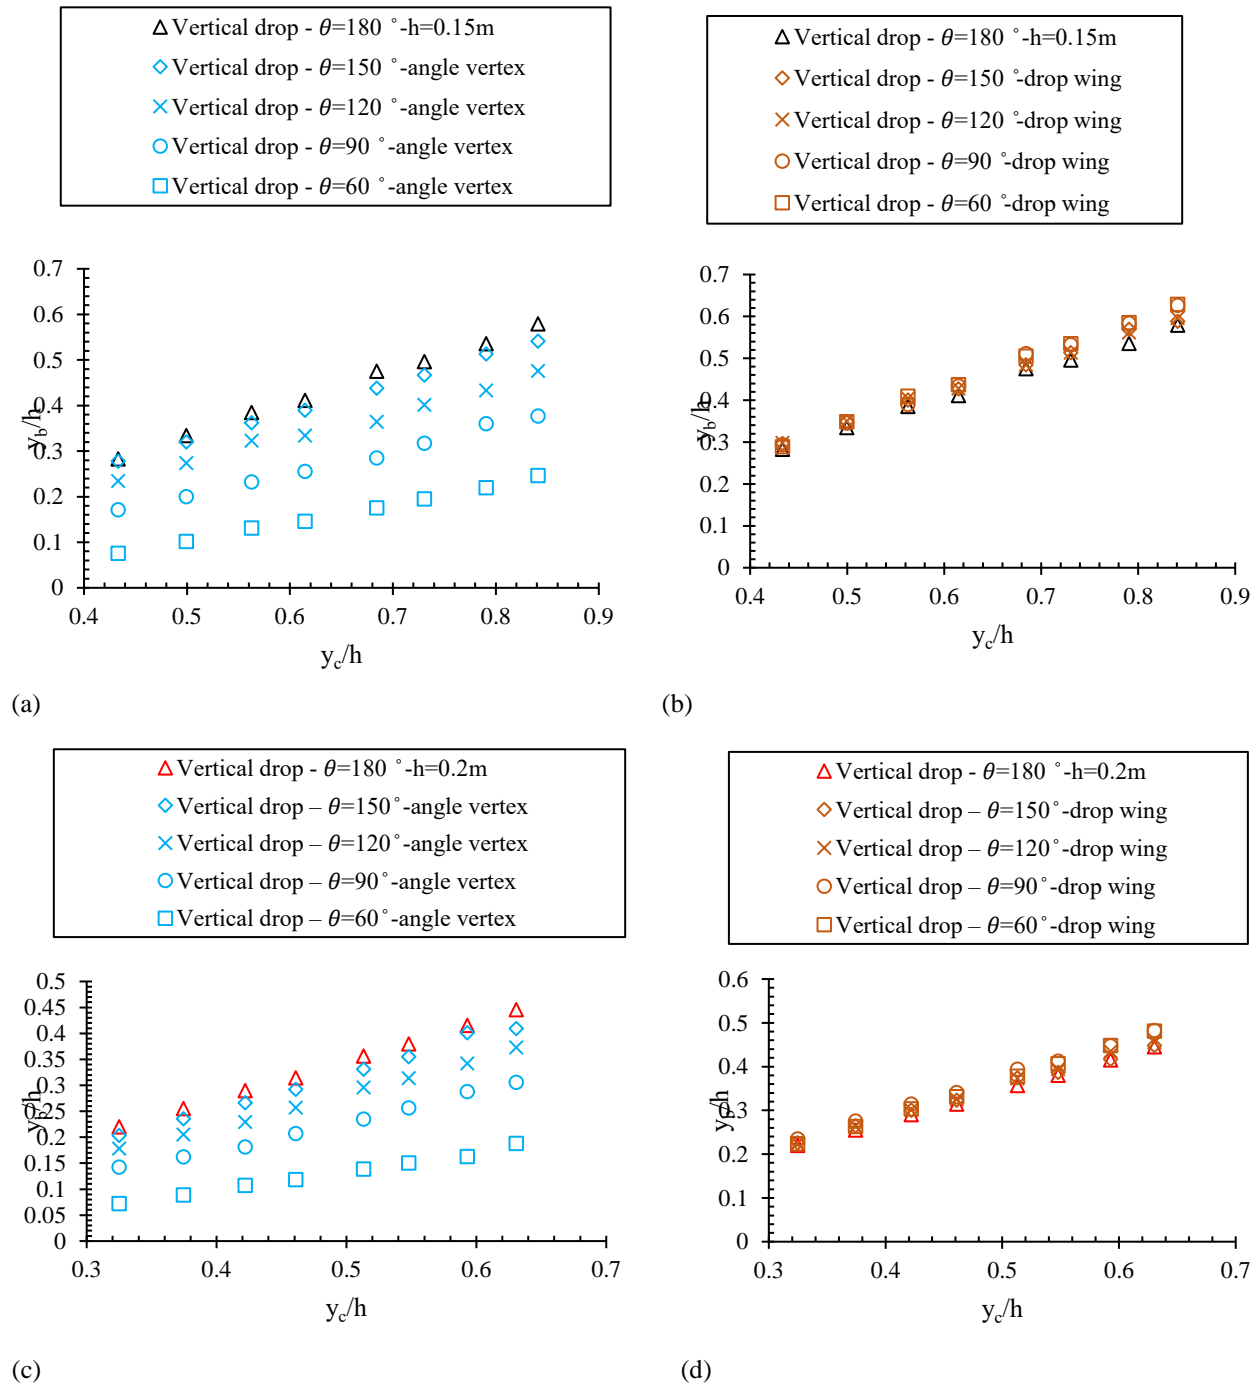 Vertical drop - θ=180 °-h=0.15m
Vertical drop - θ=150 °-angle vertex
Vertical drop - θ=120 °-angle vertex
Vertical drop - θ=90 °-angle vertex
Vertical drop - θ=60 °-angle vertex
0.7
0.6
0.5
0.4
0.3
0.2
0.1
0
y_b/h
0.4 0.5 0.6 0.7 0.8 0.9
y_c/h
(a)
Vertical drop - θ=180 °-h=0.15m
Vertical drop - θ=150 °-drop wing
Vertical drop - θ=120 °-drop wing
Vertical drop - θ=90 °-drop wing
Vertical drop - θ=60 °-drop wing
0.7
0.6
0.5
0.4
0.3
0.2
0.1
0
y_b/h
0.4 0.5 0.6 0.7 0.8 0.9
y_c/h
(b)
Vertical drop - θ=180 °-h=0.2m
Vertical drop – θ=150°-angle vertex
Vertical drop – θ=120°-angle vertex
Vertical drop – θ=90°-angle vertex
Vertical drop – θ=60°-angle vertex
0.5
0.45
0.4
0.35
0.3
0.25
0.2
0.15
0.1
0.05
0
y_b/h
0.3 0.4 0.5 0.6 0.7
y_c/h
(c)
Vertical drop - θ=180 °-h=0.2m
Vertical drop – θ=150°-drop wing
Vertical drop – θ=120°-drop wing
Vertical drop – θ=90°-drop wing
Vertical drop – θ=60°-drop wing
0.6
0.5
0.4
0.3
0.2
0.1
0
y_b/h
0.3 0.4 0.5 0.6 0.7
y_c/h
(d)